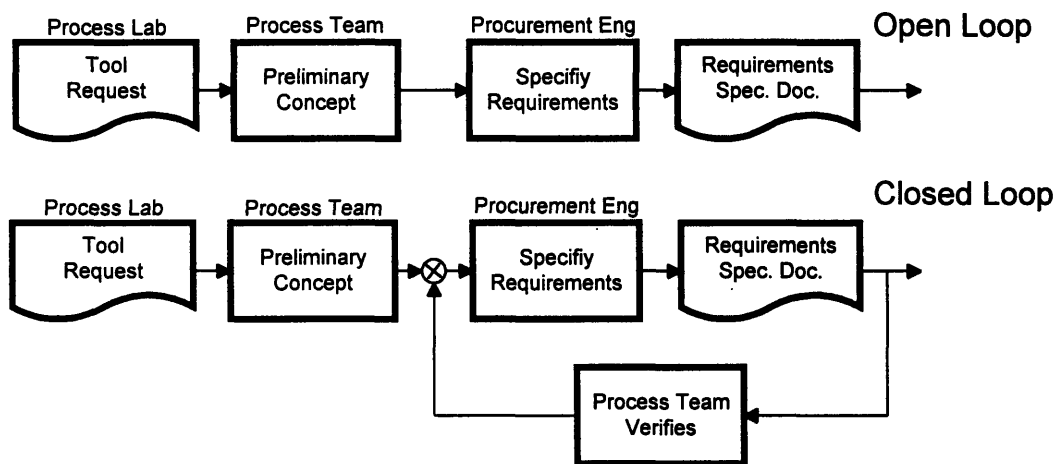 Process Lab
Process Team
Procurement Eng
Open Loop
Tool
Request
Preliminary
Concept
Specifiy
Requirements
Requirements
Spec. Doc.
Closed Loop
Process Lab
Process Team
Procurement Eng
Tool
Request
Preliminary
Concept
Specifiy
Requirements
Requirements
Spec. Doc.
Process Team
Verifies